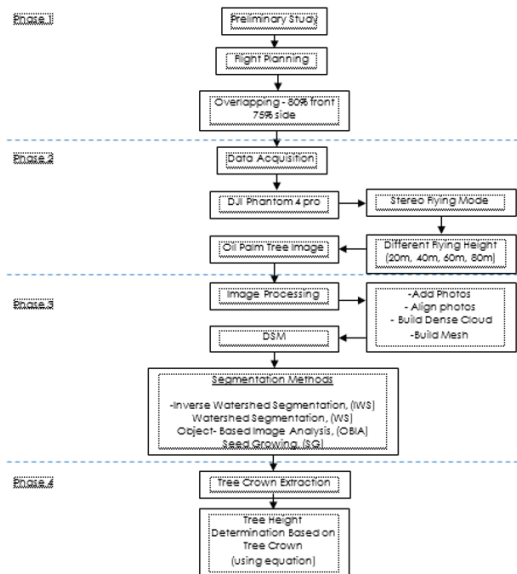 Phase 1
Preliminary Study
Flight Planning
Overlapping - 80% front
75% side
Phase 2
Data Acquisition
DJI Phantom 4 pro
Stereo Flying Mode
Oil Palm Tree Image
Different Flying Height
(20m, 40m, 60m, 80m)
Phase 3
Image Processing
-Add Photos
- Align photos
- Build Dense Cloud
-Build Mesh
DSM
Segmentation Methods
-Inverse Watershed Segmentation, (IWS)
Watershed Segmentation, (WS)
Object- Based Image Analysis, (OBIA)
Seed Growing, (SG)
Phase 4
Tree Crown Extraction
Tree Height
Determination Based on
Tree Crown
(using equation)